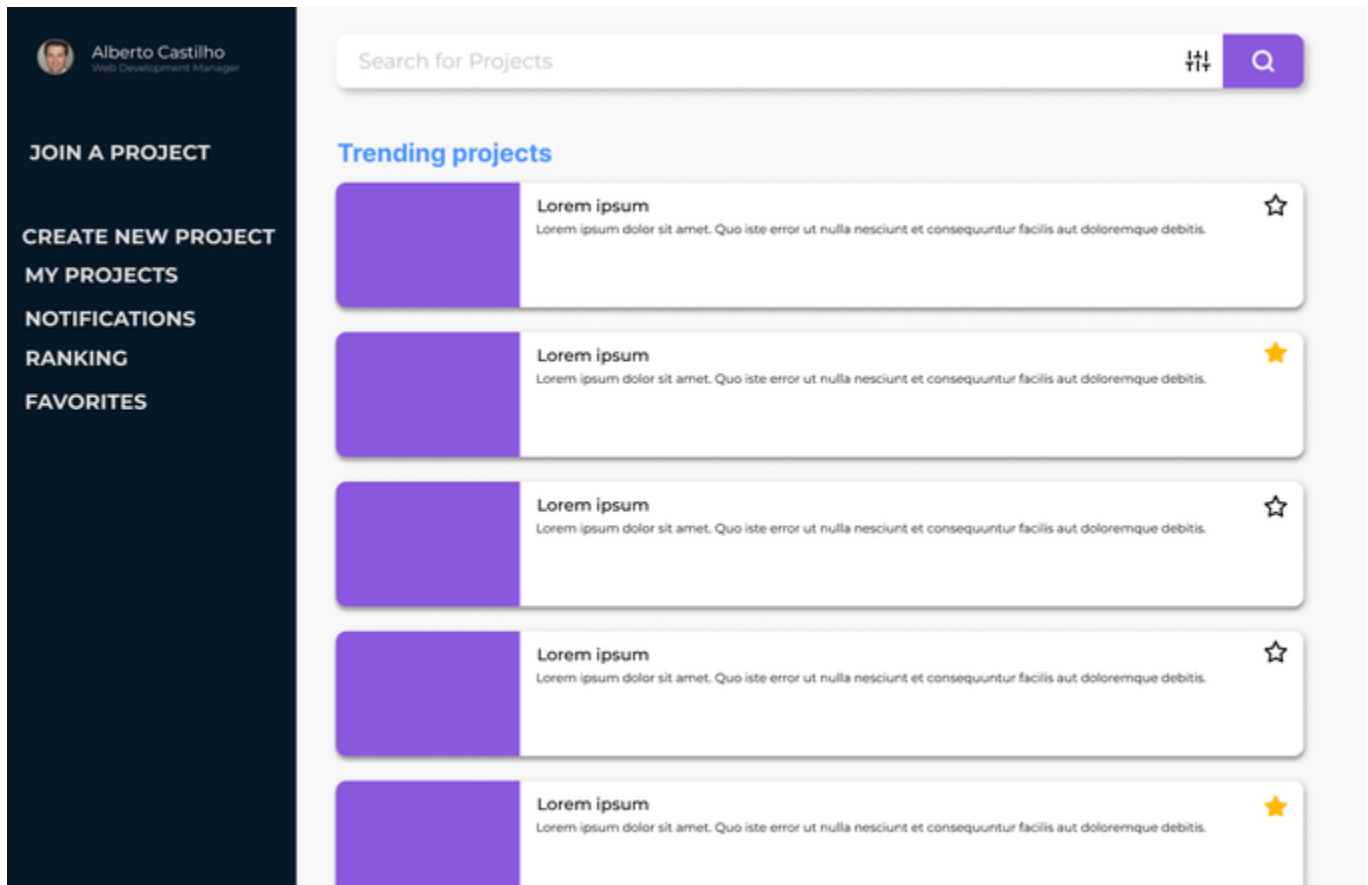 Alberto Castilho
Web Development Manager
JOIN A PROJECT
CREATE NEW PROJECT
MY PROJECTS
NOTIFICATIONS
RANKING
FAVORITES
Search for Projects
Trending projects
Lorem ipsum
Lorem ipsum dolor sit amet. Quo iste error ut nulla nesciunt et consequuntur facilis aut doloremque debitis.
Lorem ipsum
Lorem ipsum dolor sit amet. Quo iste error ut nulla nesciunt et consequuntur facilis aut doloremque debitis.
Lorem ipsum
Lorem ipsum dolor sit amet. Quo iste error ut nulla nesciunt et consequuntur facilis aut doloremque debitis.
Lorem ipsum
Lorem ipsum dolor sit amet. Quo iste error ut nulla nesciunt et consequuntur facilis aut doloremque debitis.
Lorem ipsum
Lorem ipsum dolor sit amet. Quo iste error ut nulla nesciunt et consequuntur facilis aut doloremque debitis.